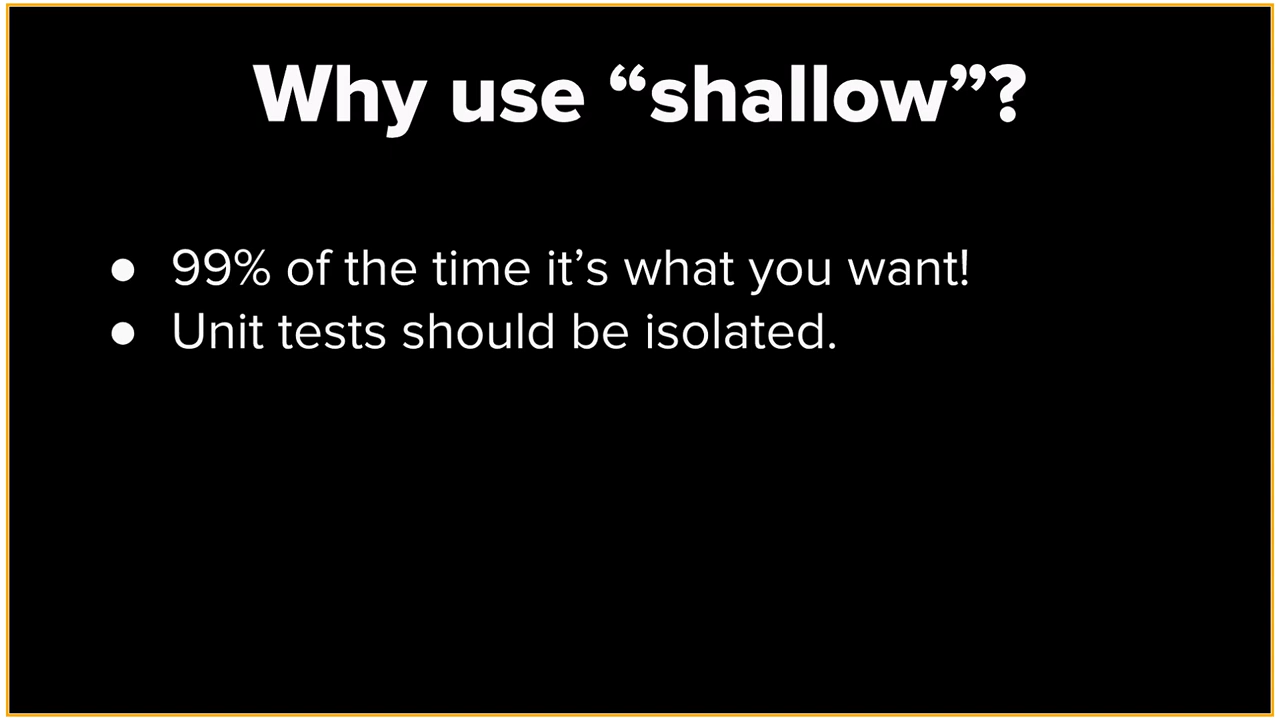 Why use “shallow”?
● 99% of the time it’s what you want!
● Unit tests should be isolated.